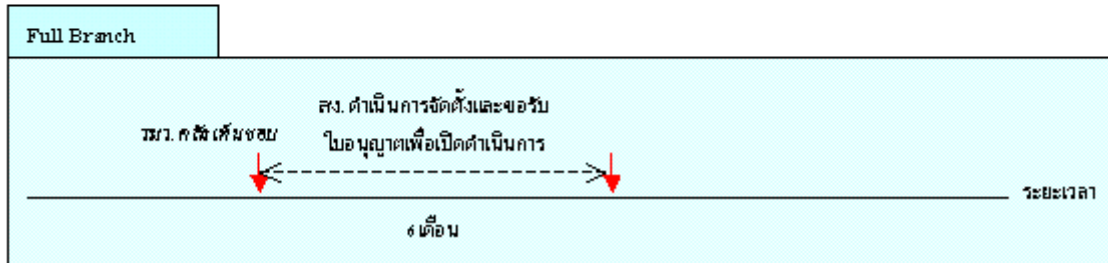 Full Branch
สง. ดำเนินการจัดตั้งและขอรับ
รมว. คลังเห็นชอบ
ใบอนุญาตเพื่อเปิดดำเนินการ
ระยะเวลา
6 เดือน